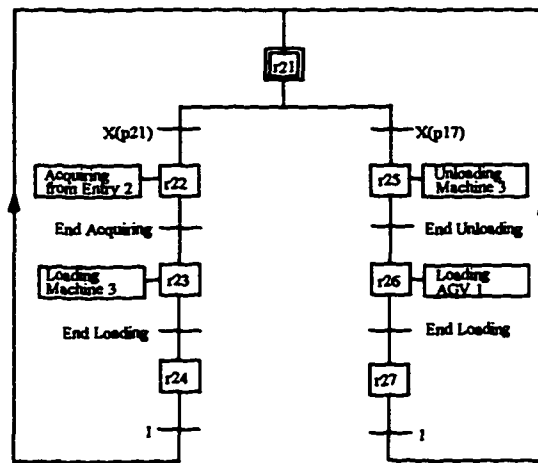 r21
X(p21)
X(p17)
Acquiring
from Entry 2
r22
r25
Unloading
Machine 3
End Acquiring
End Unloading
Loading
Machine 3
r23
r26
Loading
AGV 1
End Loading
End Loading
r24
r27
1
1